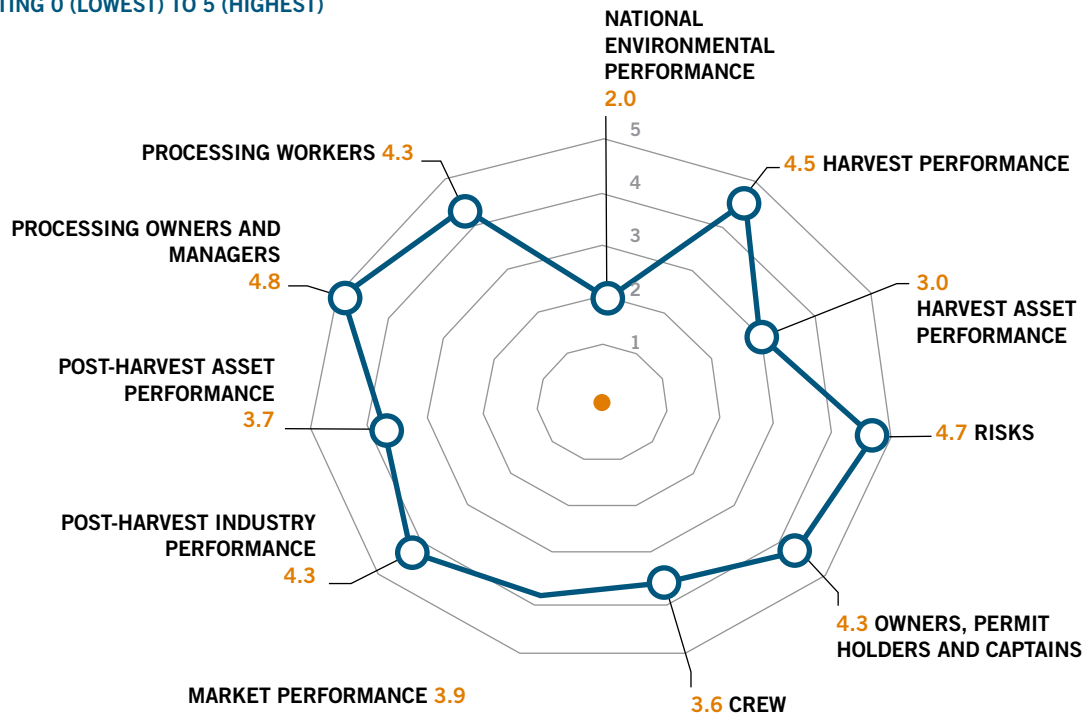 TING 0 (LOWEST) TO 5 (HIGHEST)
NATIONAL
ENVIRONMENTAL
PERFORMANCE
2.0
5
4
3
2
1
4.5 HARVEST PERFORMANCE
3.0
HARVEST ASSET
PERFORMANCE
4.7 RISKS
4.3 OWNERS, PERMIT
HOLDERS AND CAPTAINS
3.6 CREW
MARKET PERFORMANCE 3.9
POST-HARVEST INDUSTRY
PERFORMANCE
4.3
POST-HARVEST ASSET
PERFORMANCE
3.7
PROCESSING OWNERS AND
MANAGERS
4.8
PROCESSING WORKERS 4.3